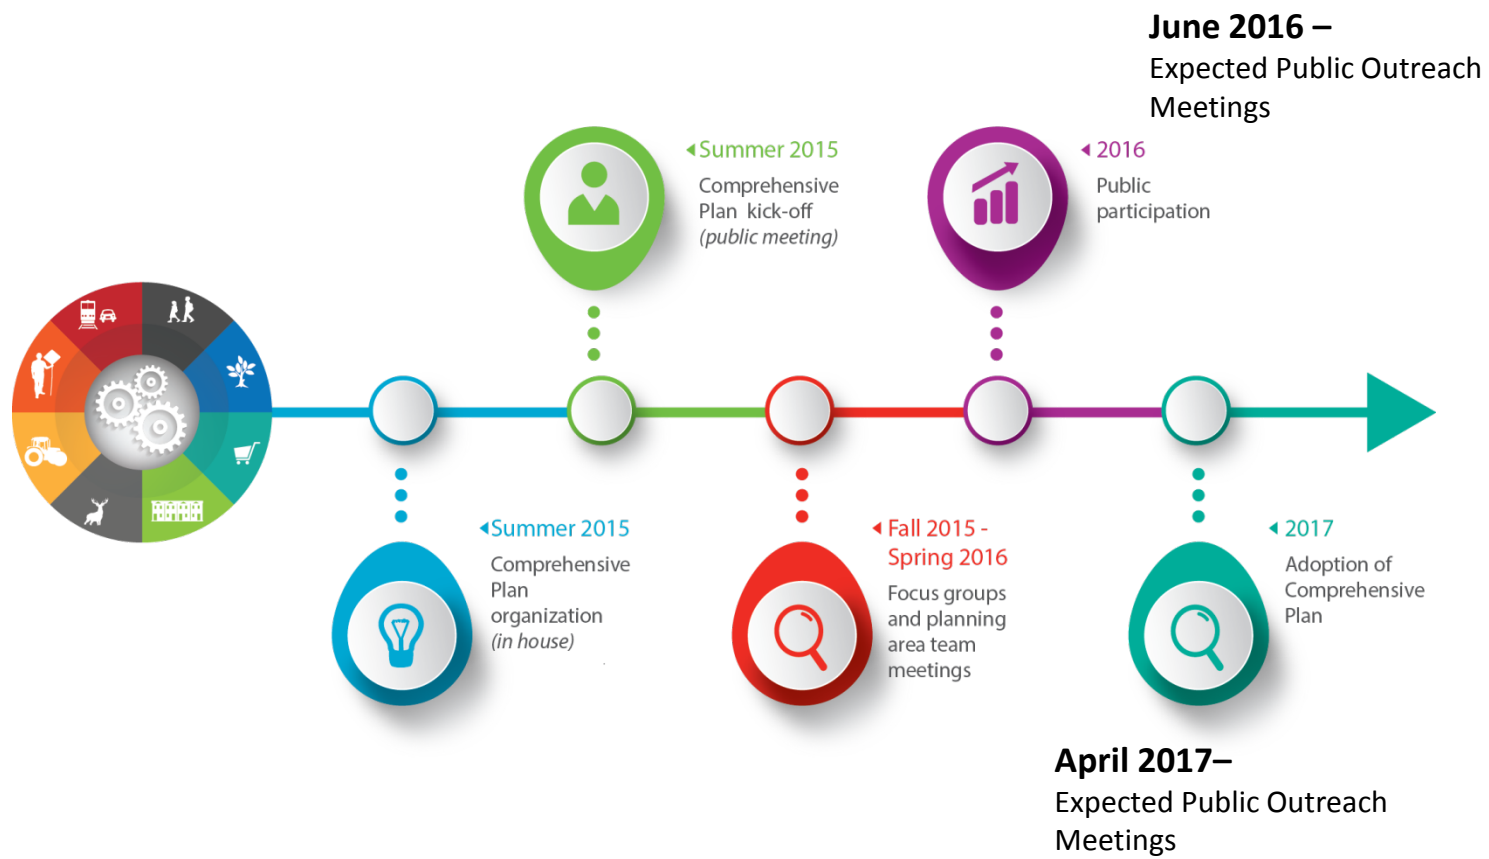 June 2016 –
Expected Public Outreach
Meetings
Summer 2015
Comprehensive
Plan kick-off
(public meeting)
2016
Public
participation
Summer 2015
Comprehensive
Plan
organization
(in house)
Fall 2015 -
Spring 2016
Focus groups
and planning
area team
meetings
2017
Adoption of
Comprehensive
Plan
April 2017–
Expected Public Outreach
Meetings